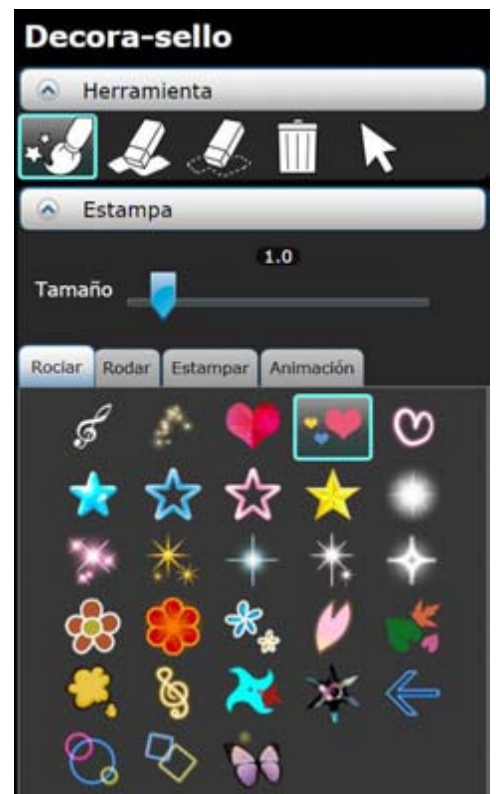 Decora-sello
Herramienta
Estampa
1.0
Tamaño
Rociar Rodar Estampar Animación